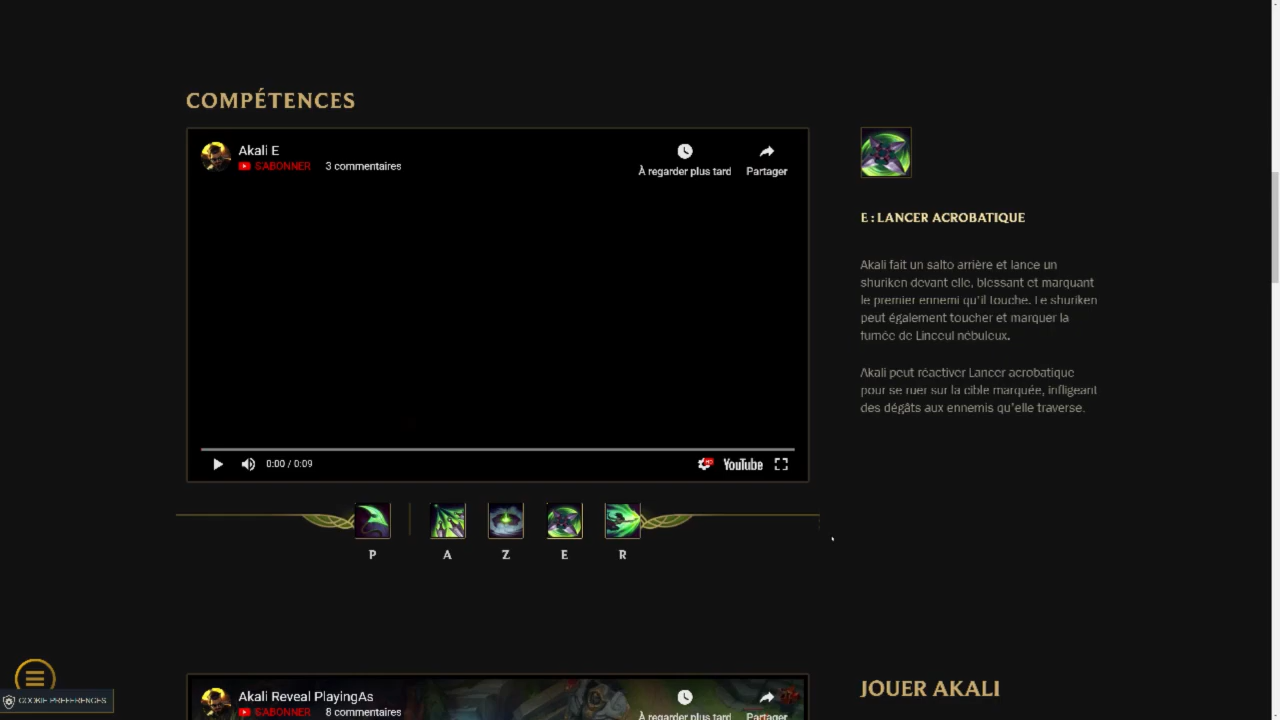 COMPÉTENCES
Akali E
S'ABONNER 3 commentaires
À regarder plus tard
Partager
0:00 / 0:09
HD
YouTube
P
A
Z
E
R
E : LANCER ACROBATIQUE
Akali fait un salto arrière et lance un
shuriken devant elle, blessant et marquant
le premier ennemi qu'il touche. Le shuriken
peut également toucher et marquer la
fumée de Linceul nébuleux.
Akali peut réactiver Lancer acrobatique
pour se ruer sur la cible marquée, infligeant
des dégâts aux ennemis qu'elle traverse.
COOKIE PREFERENCES
Akali Reveal PlayingAs
S'ABONNER 8 commentaires
À regarder plus tard
Partager
JOUER AKALI